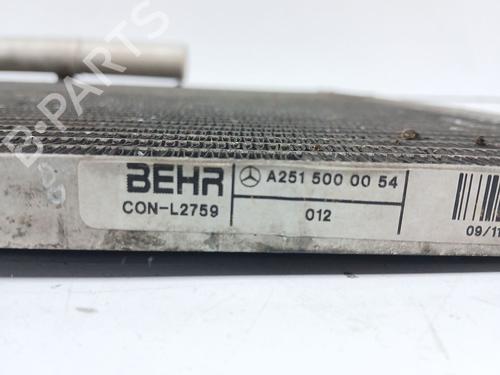 B-PARTS
BEHR
A251 500 00 54
CON-L2759
012
09/11